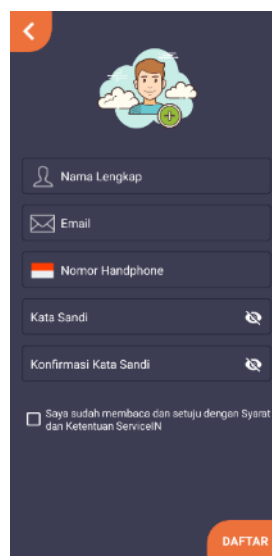 Nama Lengkap
Email
Nomor Handphone
Kata Sandi
Konfirmasi Kata Sandi
Saya sudah membaca dan setuju dengan Syarat
dan Ketentuan ServiceIN
DAFTAR